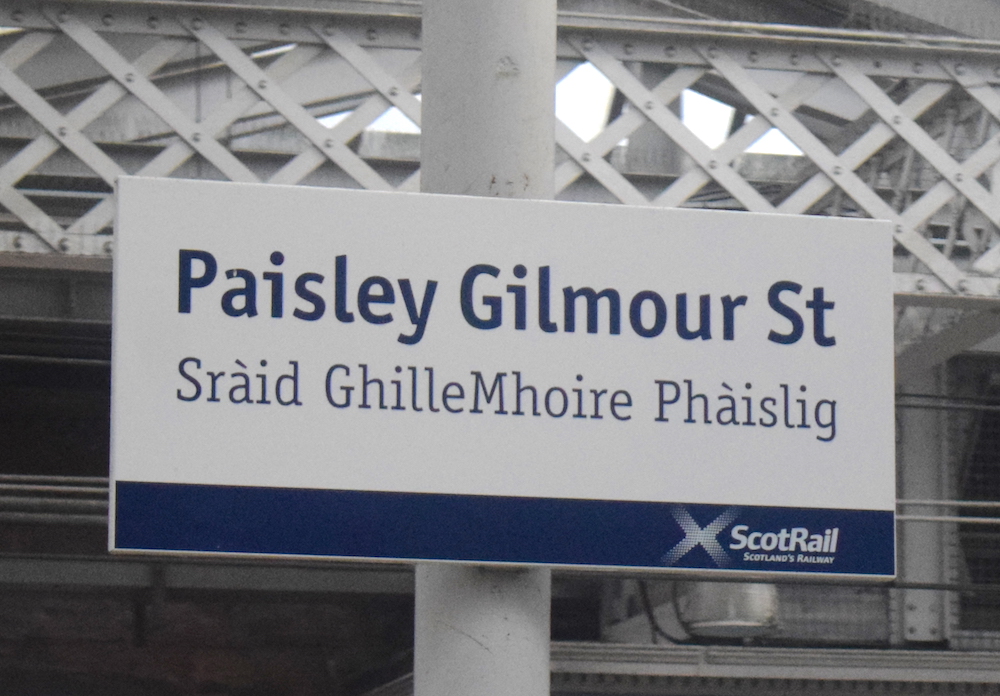 Paisley Gilmour St
Sràid GhilleMhoire Phàislig
ScotRail
SCOTLAND'S RAILWAY